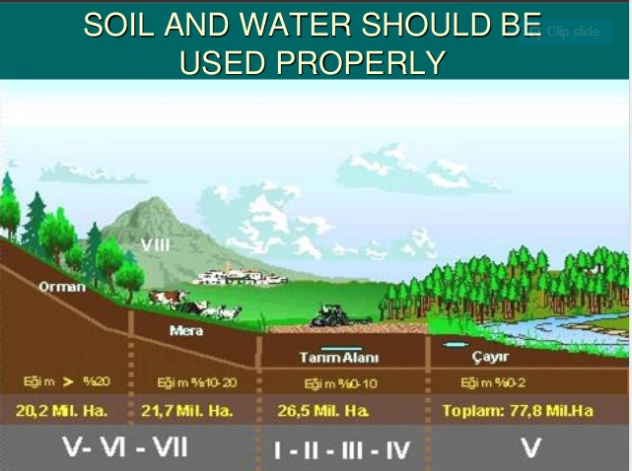 SOIL AND WATER SHOULD BE
USED PROPERLY
Clip slide
VIII
Orman
Mera
Tarım Alanı
Çayır
Eğim > %20
Eğim %10-20
Eğim %0-10
Eğim %0-2
20,2 Mil. Ha.
21,7 Mil. Ha.
26,5 Mil. Ha.
Toplam: 77,8 Mil.Ha
V- VI - VII
I - II - III - IV
V